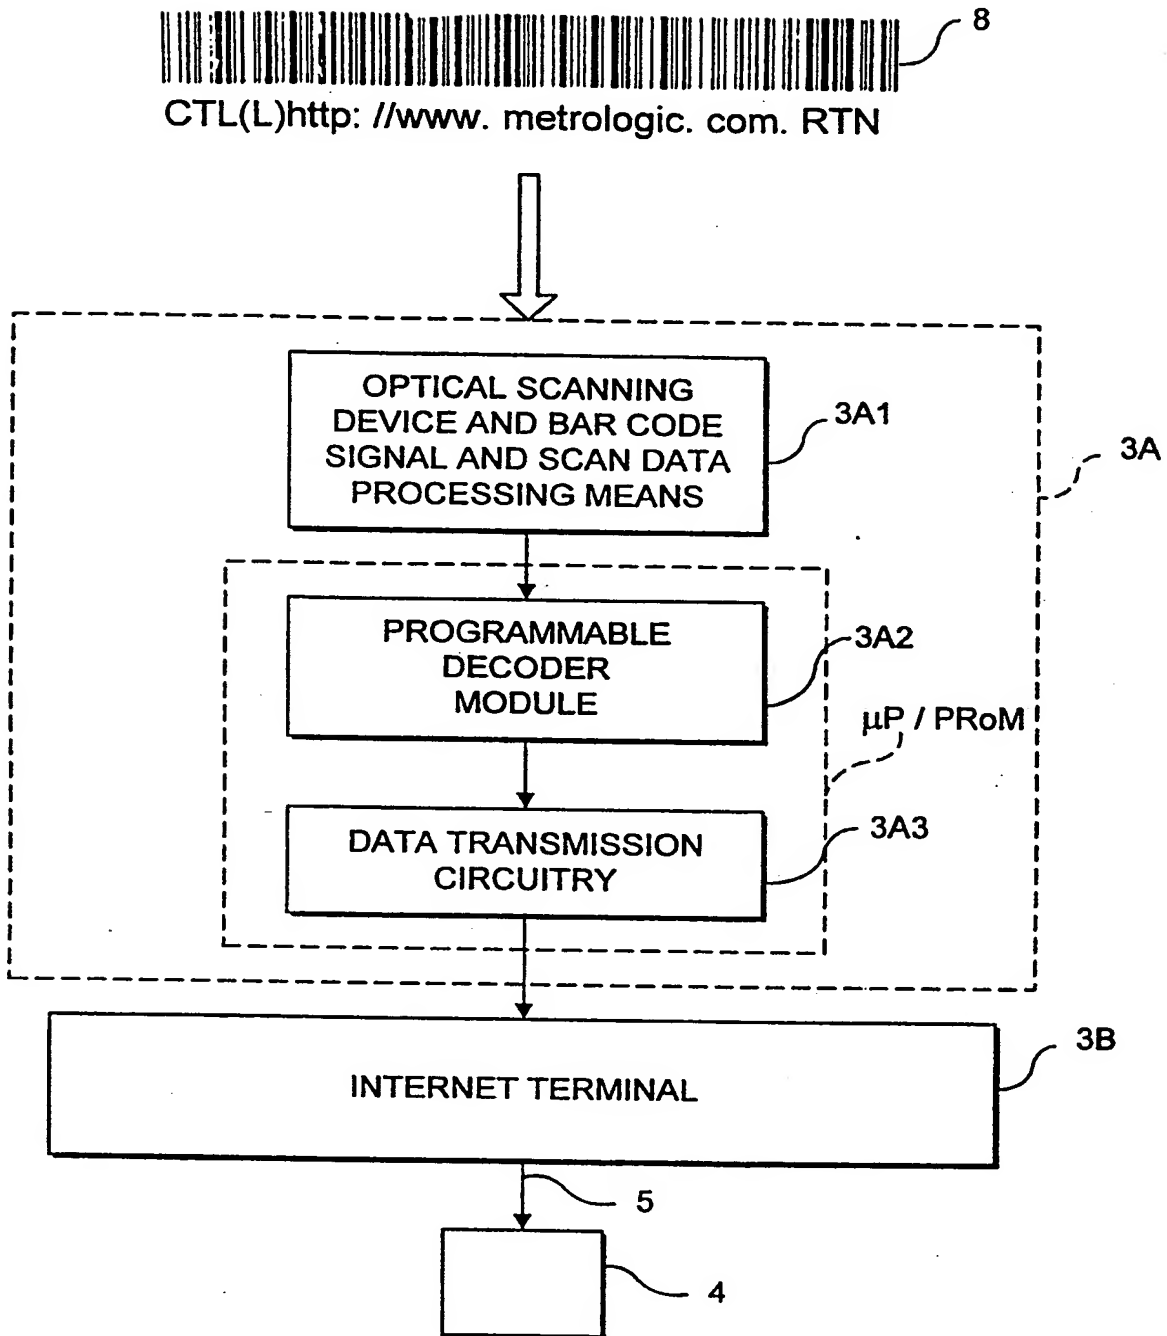 8
CTL(L)http: //www. metrologic. com. RTN
OPTICAL SCANNING
DEVICE AND BAR CODE
SIGNAL AND SCAN DATA
PROCESSING MEANS
3A1
3A
PROGRAMMABLE
DECODER
MODULE
3A2
μP / PRoM
DATA TRANSMISSION
CIRCUITRY
3A3
INTERNET TERMINAL
3B
5
4